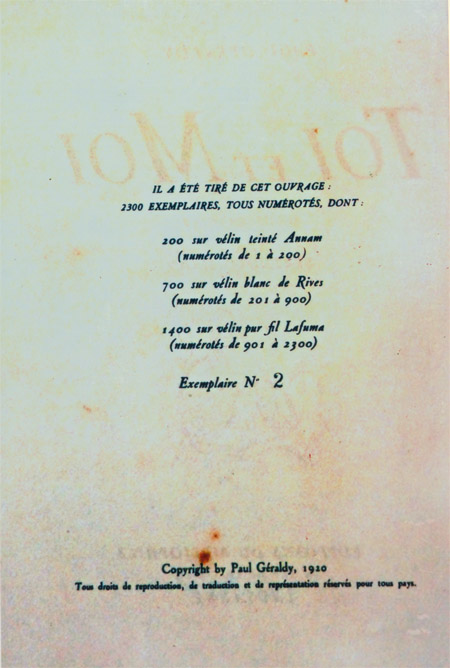 IL A ÉTÉ TIRÉ DE CET OUVRAGE :
2300 EXEMPLAIRES, TOUS NUMÉROTÉS, DONT :
200 sur vélin teinté Annam
(numérotés de 1 à 200)
700 sur vélin blanc de Rives
(numérotés de 201 à 900)
1400 sur vélin pur fil Lafuma
(numérotés de 901 à 2300)
Exemplaire N° 2
Copyright by Paul Géraldy, 1920
Tous droits de reproduction, de traduction et de représentation réservés pour tous pays.